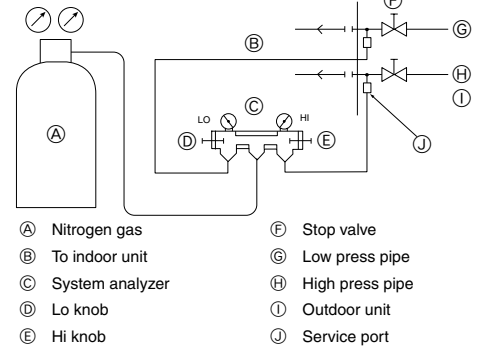 Ⓕ
Ⓖ
Ⓑ
Ⓗ
Ⓒ
Ⓘ
LO
HI
Ⓐ
Ⓓ
Ⓔ
Ⓙ
Ⓐ Nitrogen gas
Ⓑ To indoor unit
Ⓒ System analyzer
Ⓓ Lo knob
Ⓔ Hi knob
Ⓕ Stop valve
Ⓖ Low press pipe
Ⓗ High press pipe
Ⓘ Outdoor unit
Ⓙ Service port